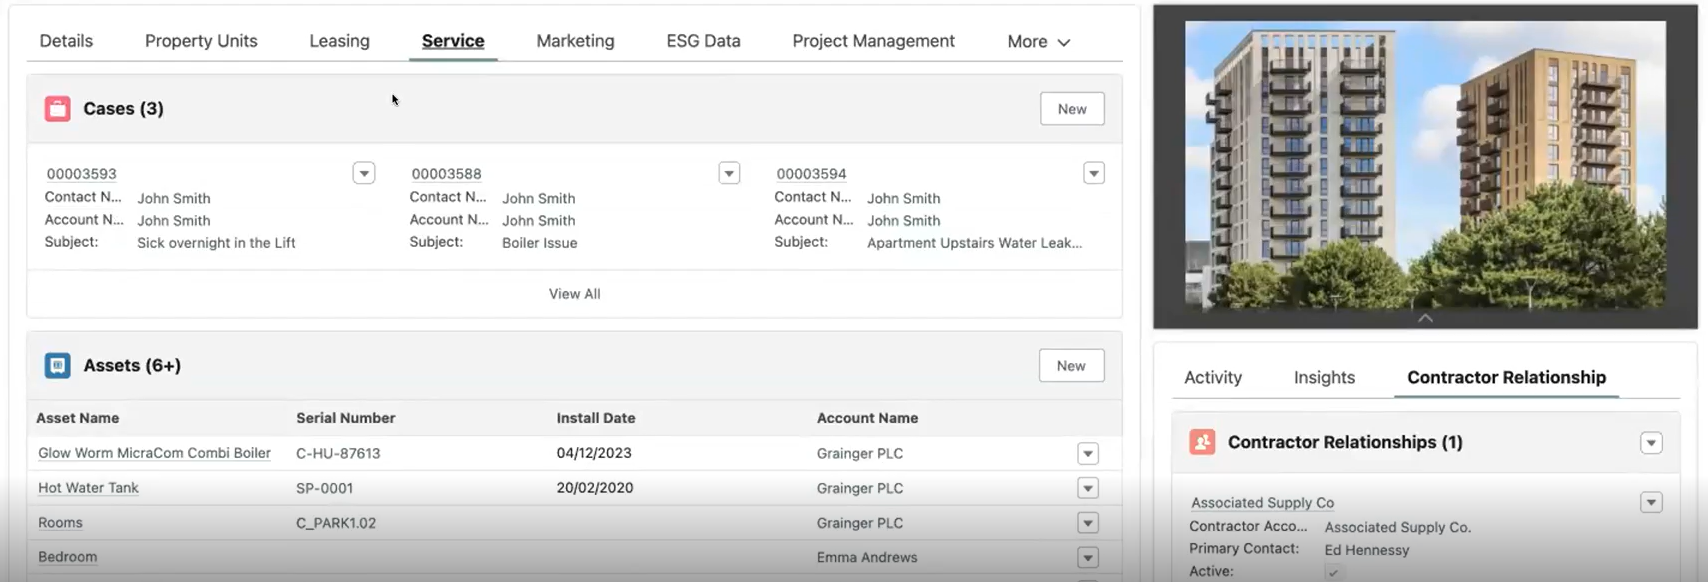 Details Property Units Leasing Service Marketing ESG Data Project Management More
Cases (3) New
00003593 00003588 00003594
Contact N... John Smith Contact N... John Smith Contact N... John Smith
Account N... John Smith Account N... John Smith Account N... John Smith
Subject: Sick overnight in the Lift Subject: Boiler Issue Subject: Apartment Upstairs Water Leak...
View All
Assets (6+) New
Asset Name Serial Number Install Date Account Name
Glow Worm MicraCom Combi Boiler C-HU-87613 04/12/2023 Grainger PLC
Hot Water Tank SP-0001 20/02/2020 Grainger PLC
Rooms C_PARK1.02 Grainger PLC
Bedroom Emma Andrews
Activity Insights Contractor Relationship
Contractor Relationships (1)
Associated Supply Co
Contractor Acco... Associated Supply Co.
Primary Contact: Ed Hennessy
Active: